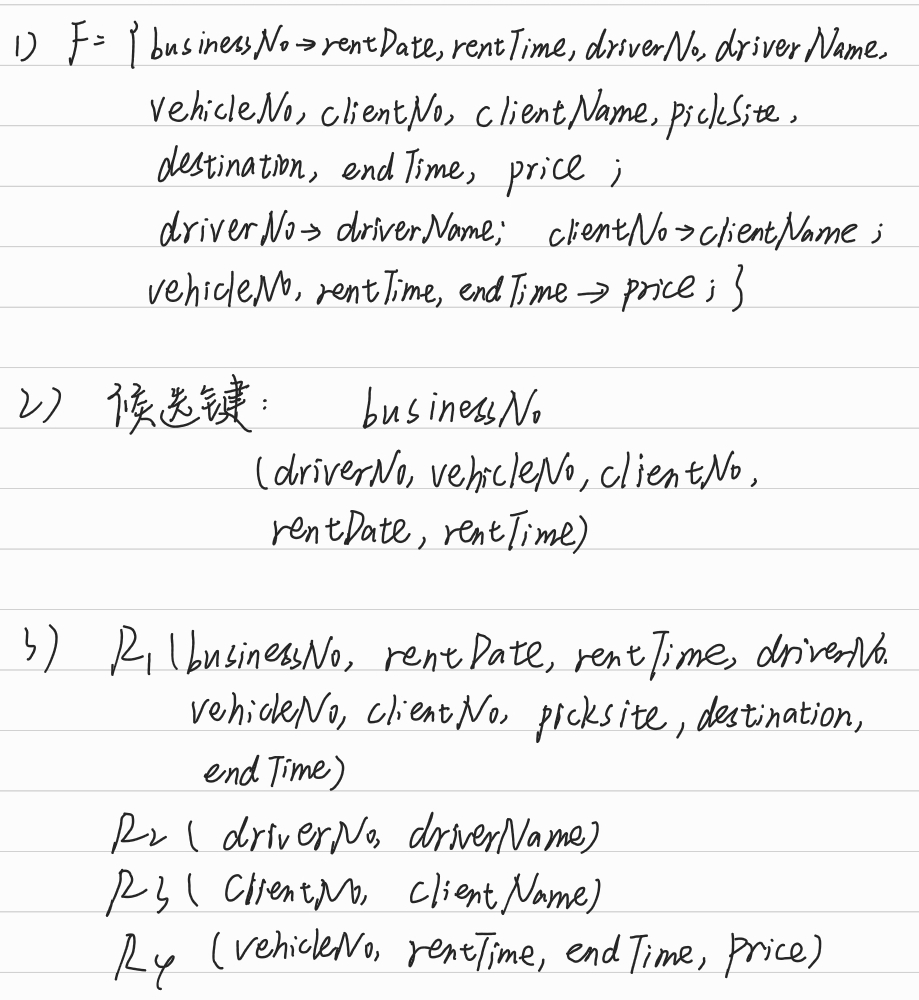 1) F = { businessNo → rentDate, rentTime, driverNo, driverName,
vehicleNo, clientNo, clientName, pickSite,
destination, endTime, price ;
driverNo → driverName; clientNo → clientName ;
vehicleNo, rentTime, endTime → price ; }
2) 候选键: businessNo
(driverNo, vehicleNo, clientNo,
rentDate, rentTime)
3) R1 (businessNo, rentDate, rentTime, driverNo.
vehicleNo, clientNo, picksite, destination,
endTime)
R2 ( driverNo, driverName)
R3 ( ClientNo, clientName)
R4 (vehicleNo, rentTime, endTime, price)